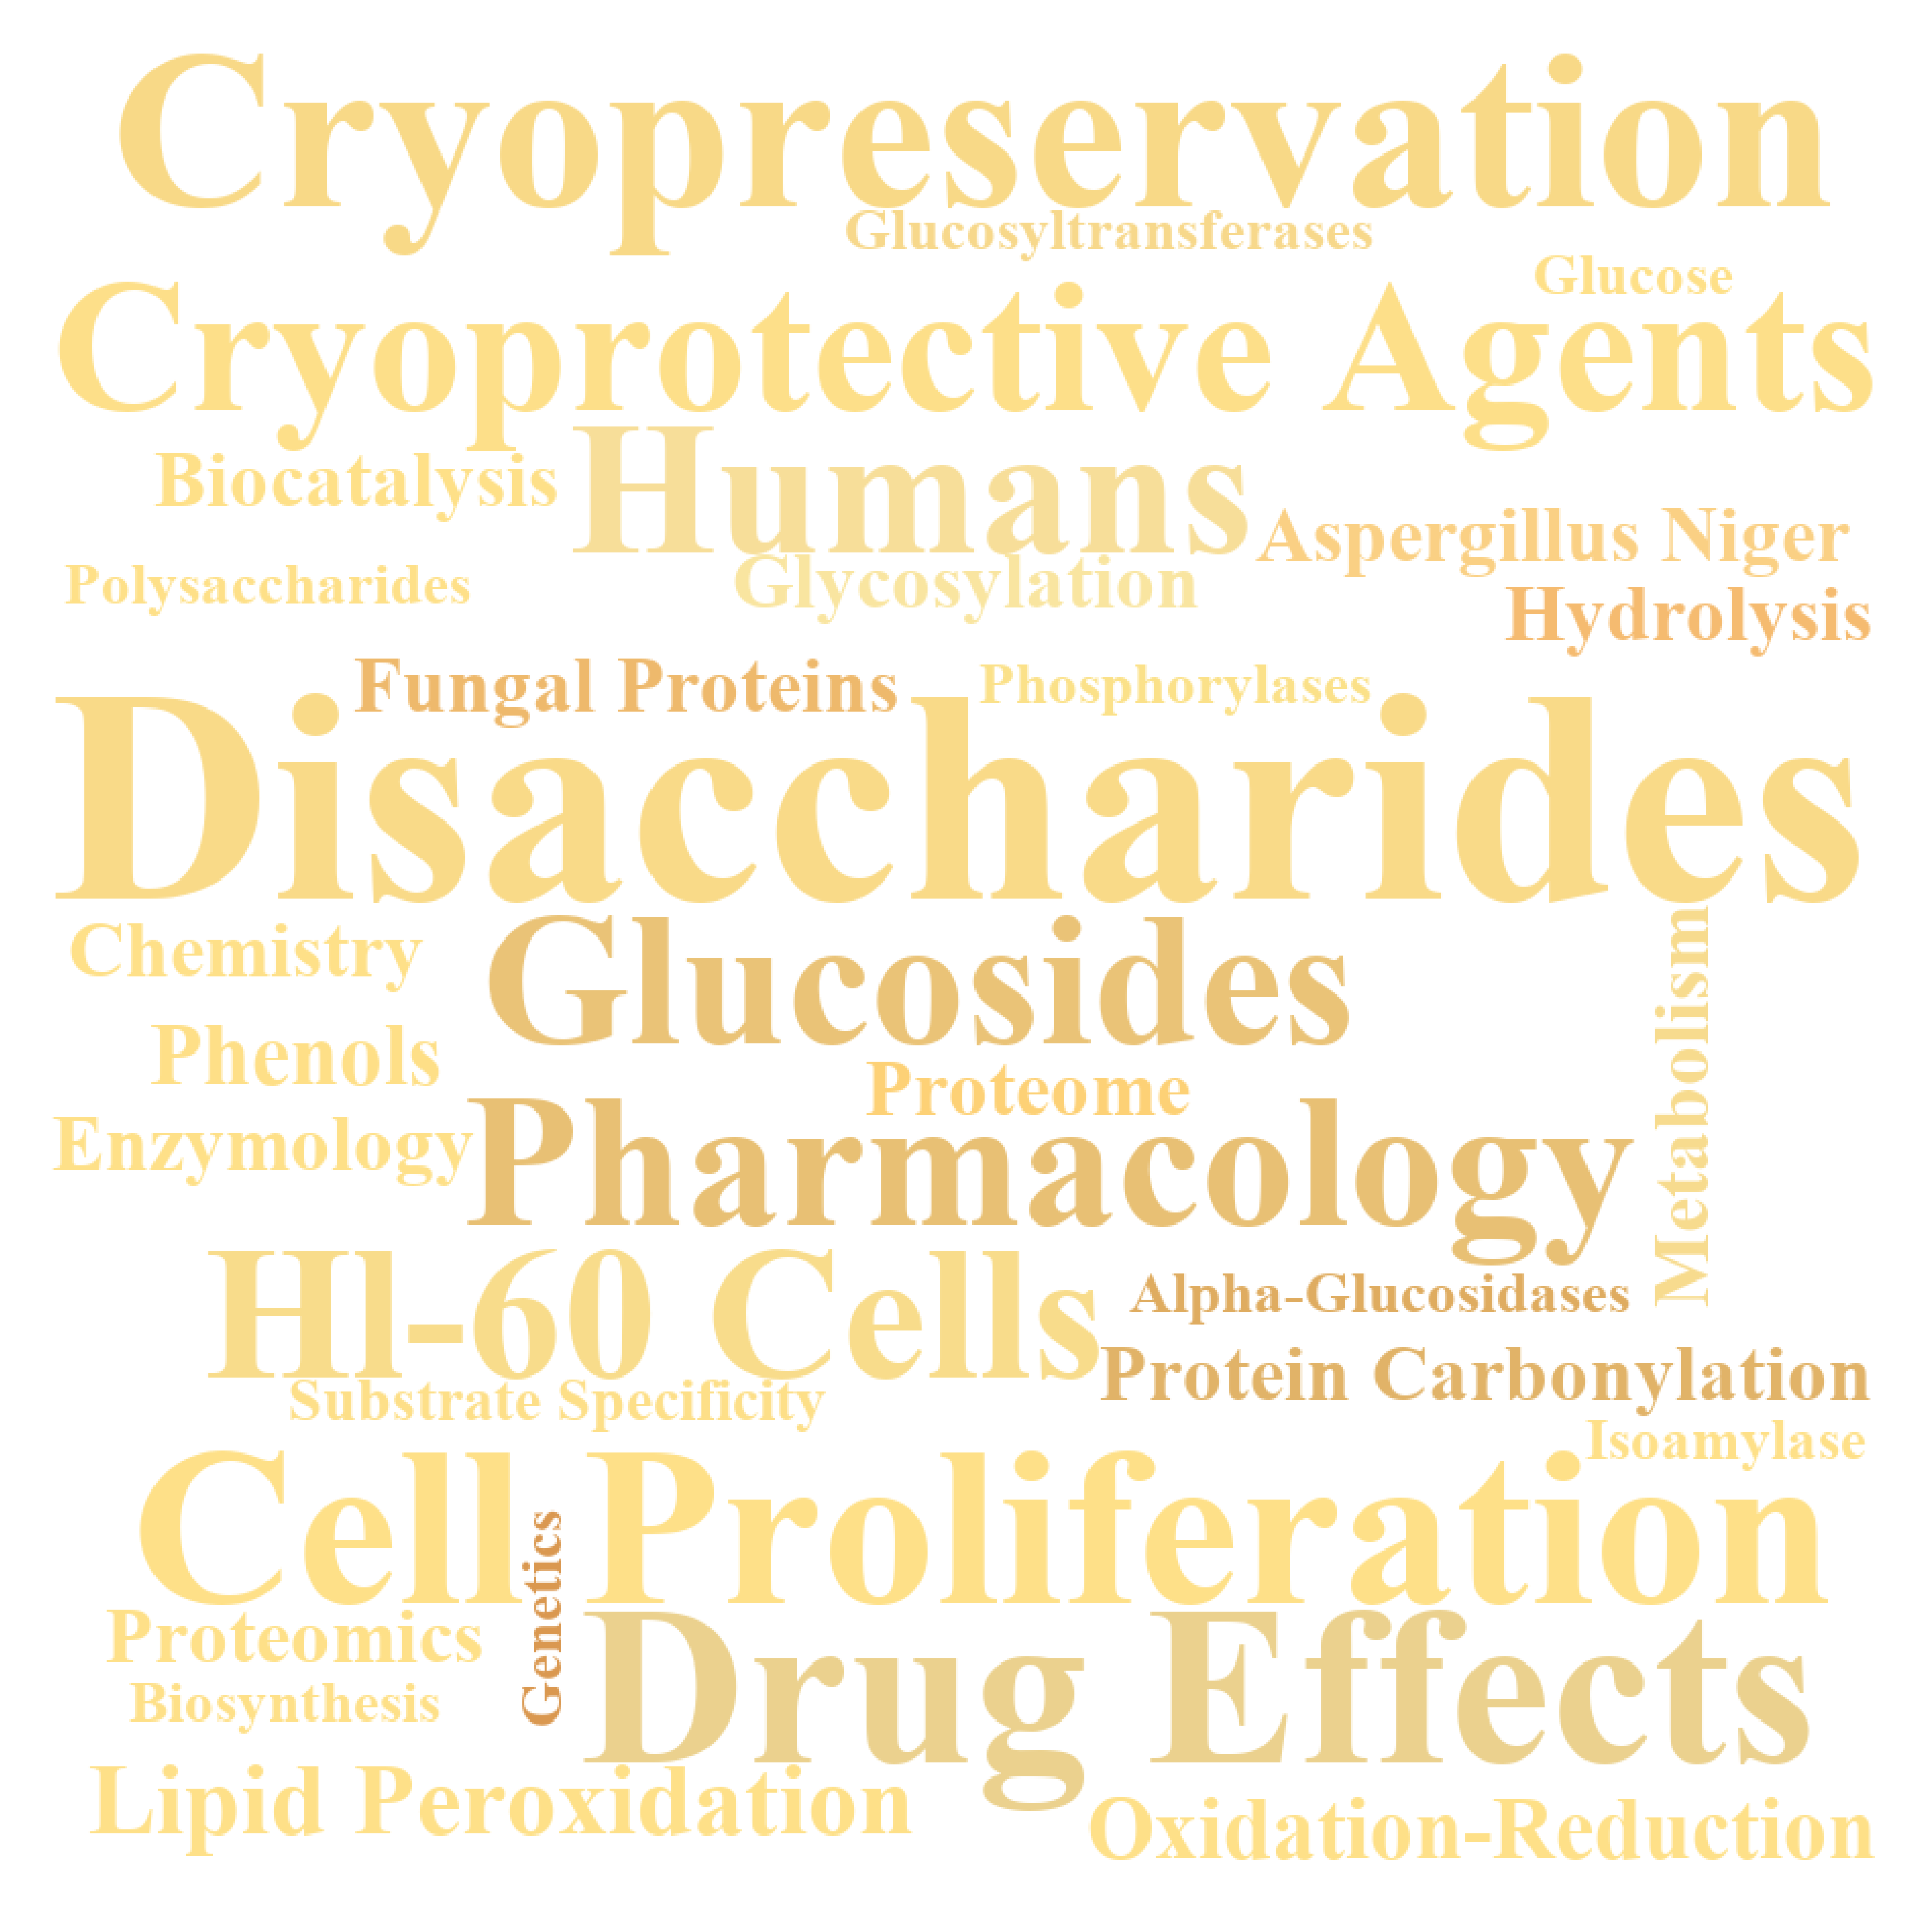 Cryopreservation
Glucosyltransferases
Glucose
Cryoprotective Agents
Humans
Biocatalysis
Aspergillus Niger
Polysaccharides
Glycosylation
Hydrolysis
Fungal Proteins
Phosphorylases
Disaccharides
Chemistry
Glucosides
Metabolism
Phenols
Proteome
Enzymology
Pharmacology
Hl-60 Cells
Alpha-Glucosidases
Protein Carbonylation
Substrate Specificity
Isoamylase
Cell Proliferation
Genetics
Proteomics
Drug Effects
Biosynthesis
Lipid Peroxidation
Oxidation-Reduction